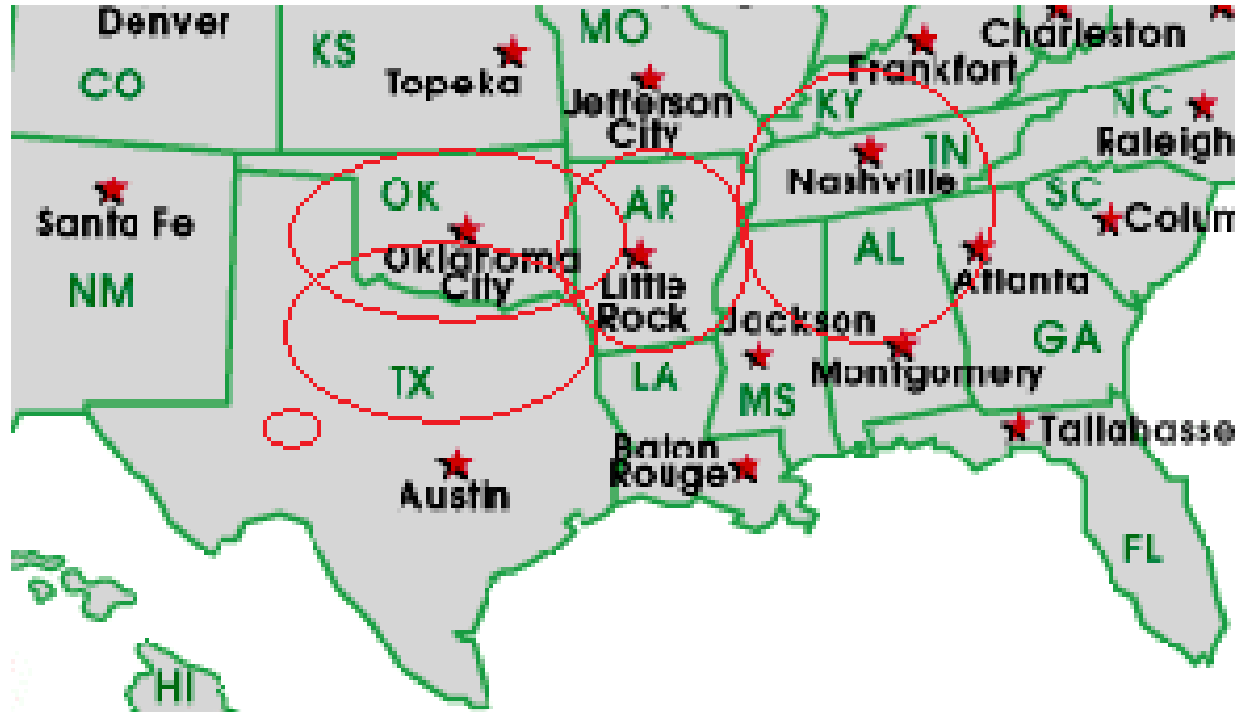 Denver
CO
KS
Topeka
MO
Jefferson
City
Frankfort
KY
Charleston
NC
Raleigh
TN
Nashville
Santa Fe
NM
OK
Oklahoma
City
AR
Little
Rock
SC
Colum
AL
Atlanta
GA
Jackson
MS
Montgomery
TX
LA
Baton
Rouge
Austin
Tallahasse
FL
HI